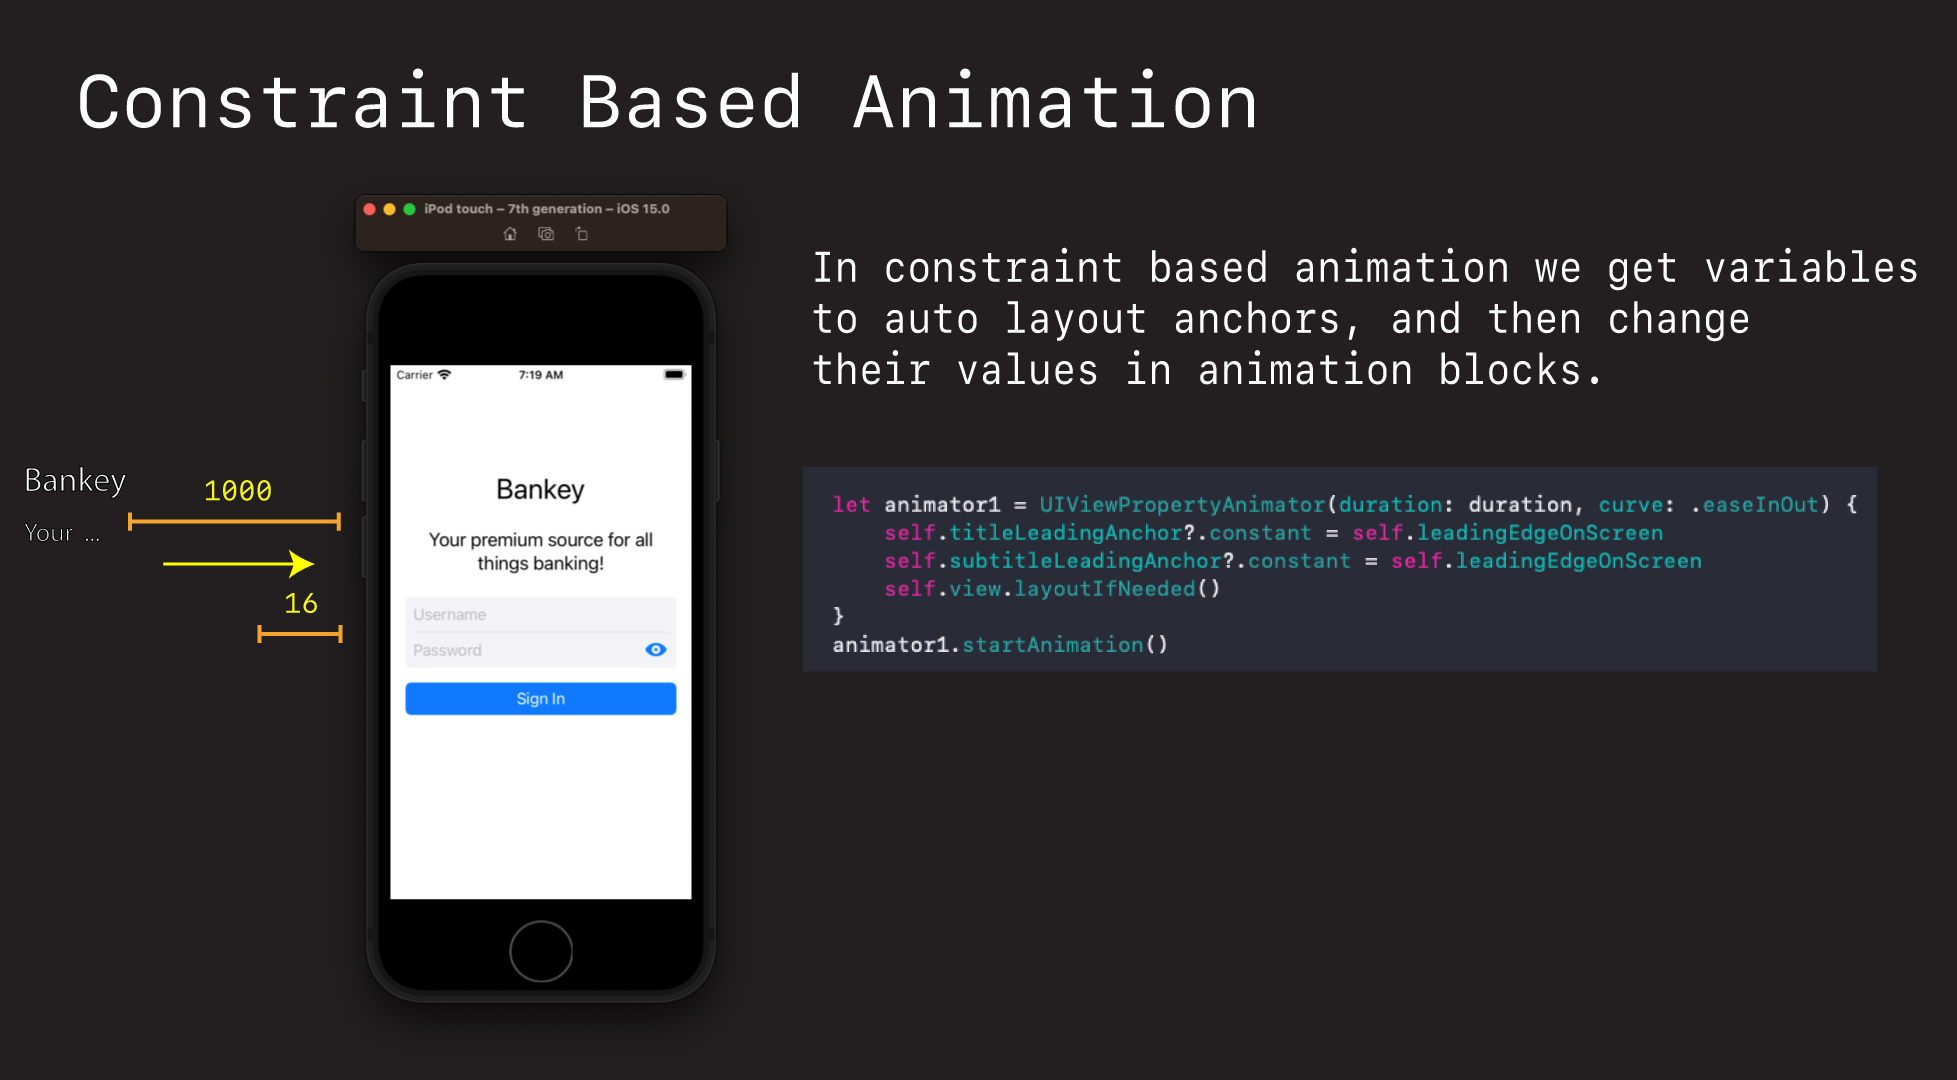 Constraint Based Animation
iPod touch – 7th generation – iOS 15.0
In constraint based animation we get variables
to auto layout anchors, and then change
their values in animation blocks.
Carrier
7:19 AM
Bankey
1000
Your ...
16
Bankey
Your premium source for all
things banking!
Username
Password
Sign In
let animator1 = UIViewPropertyAnimator(duration: duration, curve: .easeInOut) {
    self.titleLeadingAnchor?.constant = self.leadingEdgeOnScreen
    self.subtitleLeadingAnchor?.constant = self.leadingEdgeOnScreen
    self.view.layoutIfNeeded()
}
animator1.startAnimation()